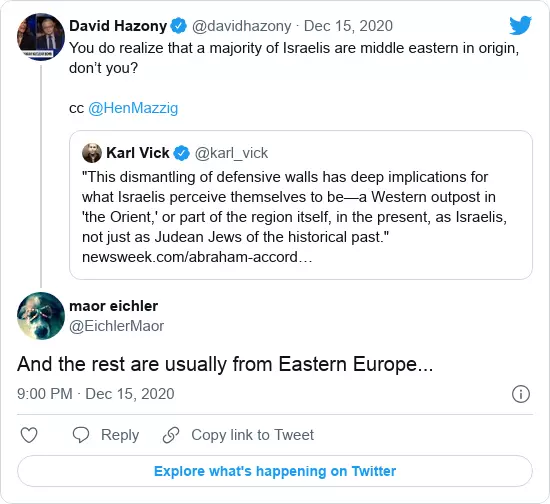 David Hazony @davidhazony · Dec 15, 2020
You do realize that a majority of Israelis are middle eastern in origin,
don’t you?
cc @HenMazzig
Karl Vick @karl_vick
"This dismantling of defensive walls has deep implications for
what Israelis perceive themselves to be—a Western outpost in
'the Orient,' or part of the region itself, in the present, as Israelis,
not just as Judean Jews of the historical past."
newsweek.com/abraham-accord…
maor eichler
@EichlerMaor
And the rest are usually from Eastern Europe...
9:00 PM · Dec 15, 2020
Reply Copy link to Tweet
Explore what's happening on Twitter